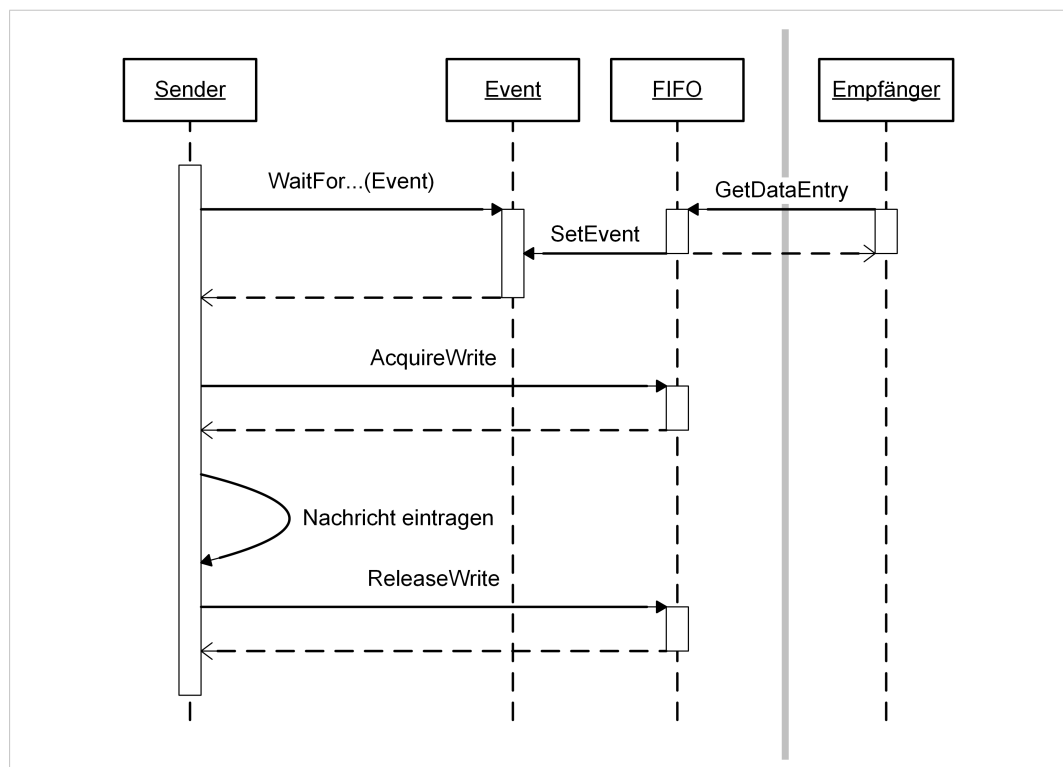 Sender
Event
FIFO
Empfänger
WaitFor...(Event)
GetDataEntry
SetEvent
AcquireWrite
Nachricht eintragen
ReleaseWrite